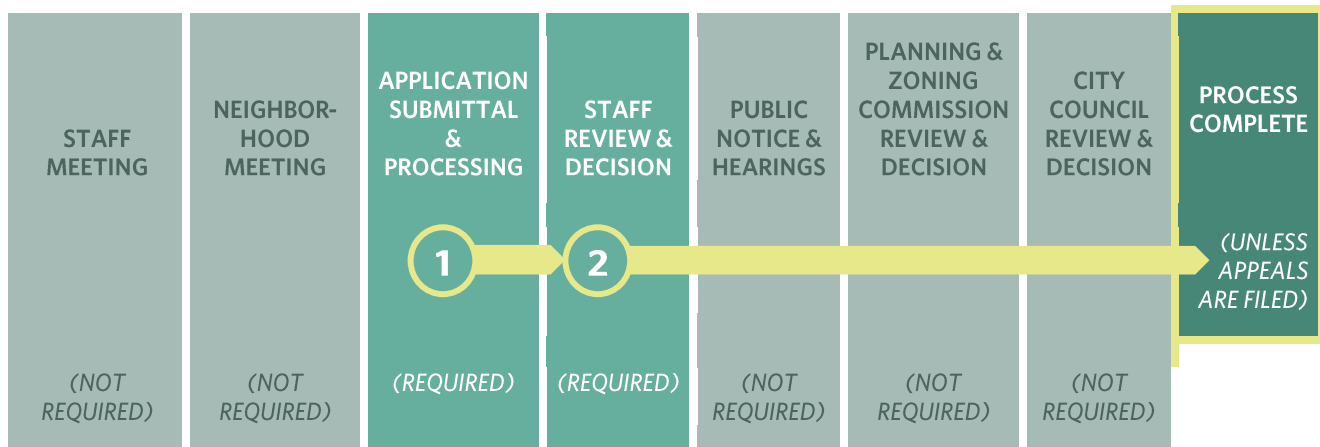 STAFF
MEETING
(NOT
REQUIRED)
NEIGHBOR-
HOOD
MEETING
(NOT
REQUIRED)
APPLICATION
SUBMITTAL
&
PROCESSING
1
(REQUIRED)
STAFF
REVIEW &
DECISION
2
(REQUIRED)
PUBLIC
NOTICE &
HEARINGS
(NOT
REQUIRED)
PLANNING &
ZONING
COMMISSION
REVIEW &
DECISION
(NOT
REQUIRED)
CITY
COUNCIL
REVIEW &
DECISION
(NOT
REQUIRED)
PROCESS
COMPLETE
(UNLESS
APPEALS
ARE FILED)